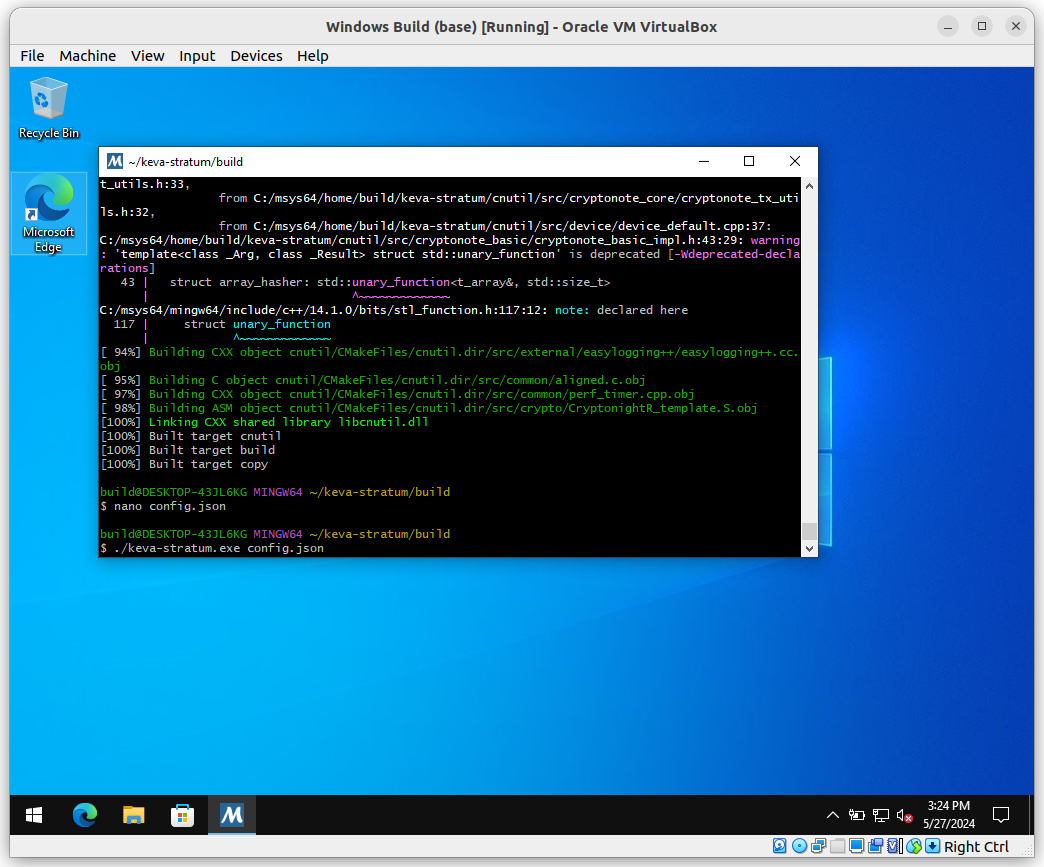 Windows Build (base) [Running] - Oracle VM VirtualBox
File Machine View Input Devices Help
Recycle Bin
Microsoft
Edge
~/keva-stratum/build
t_utils.h:33,
from C:/msys64/home/build/keva-stratum/cnutil/src/cryptonote_core/cryptonote_tx_uti
ls.h:32,
from C:/msys64/home/build/keva-stratum/cnutil/src/device/device_default.cpp:37:
C:/msys64/home/build/keva-stratum/cnutil/src/cryptonote_basic/cryptonote_basic_impl.h:43:29: warning
: 'template<class _Arg, class _Result> struct std::unary_function' is deprecated [-Wdeprecated-decla
rations]
43 |   struct array_hasher: std::unary_function<t_array&, std::size_t>
|                             ^~~~~~~~~~~~~~
C:/msys64/mingw64/include/c++/14.1.0/bits/stl_function.h:117:12: note: declared here
117 |     struct unary_function
|            ^~~~~~~~~~~~~~
[ 94%] Building CXX object cnutil/CMakeFiles/cnutil.dir/src/external/easylogging++/easylogging++.cc.
obj
[ 95%] Building C object cnutil/CMakeFiles/cnutil.dir/src/common/aligned.c.obj
[ 97%] Building CXX object cnutil/CMakeFiles/cnutil.dir/src/common/perf_timer.cpp.obj
[ 98%] Building ASM object cnutil/CMakeFiles/cnutil.dir/src/crypto/CryptonightR_template.S.obj
[100%] Linking CXX shared library libcnutil.dll
[100%] Built target cnutil
[100%] Built target build
[100%] Built target copy
build@DESKTOP-43JL6KG MINGW64 ~/keva-stratum/build
$ nano config.json
build@DESKTOP-43JL6KG MINGW64 ~/keva-stratum/build
$ ./keva-stratum.exe config.json
3:24 PM
5/27/2024
Right Ctrl